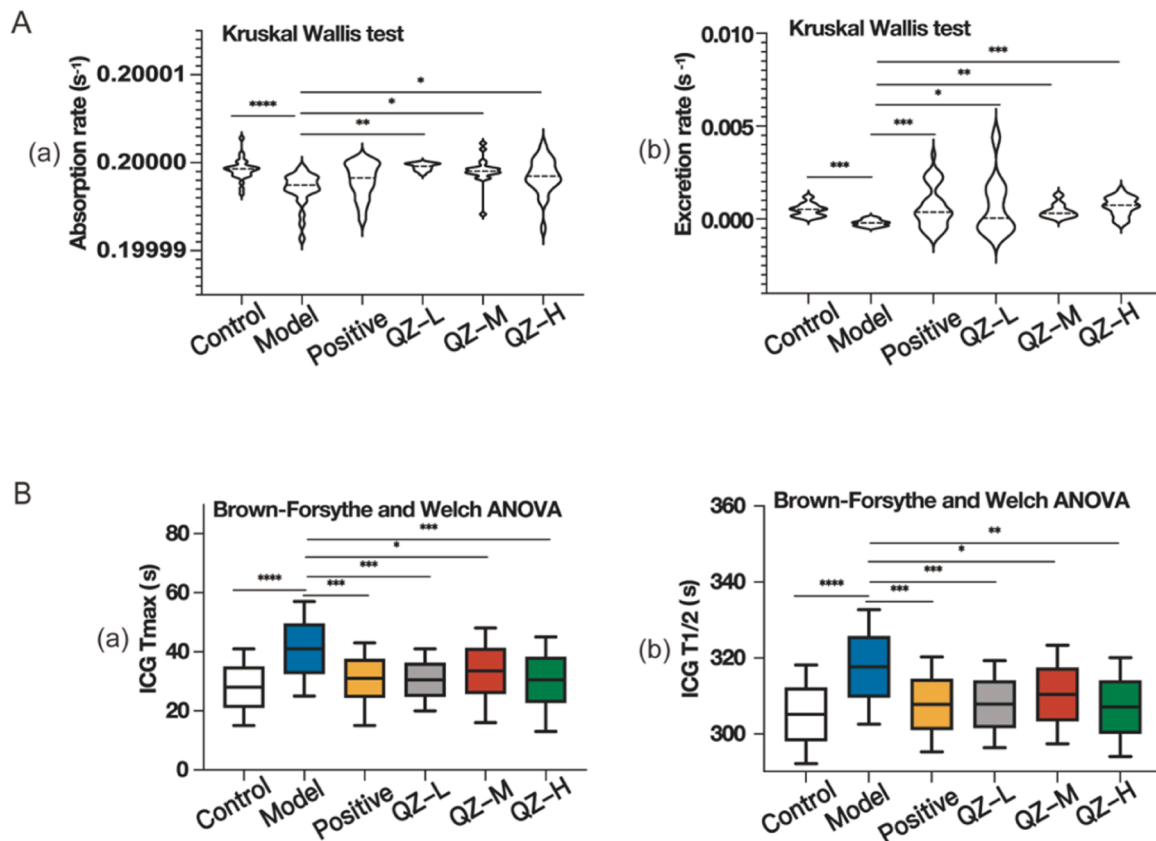 A
Kruskal Wallis test
(a)
Absorption rate (s⁻¹)
0.20001
0.20000
0.19999
****
**
*
*
Control
Model
Positive
QZ-L
QZ-M
QZ-H
Kruskal Wallis test
(b)
Excretion rate (s⁻¹)
0.010
0.005
0.000
***
***
*
**
***
Control
Model
Positive
QZ-L
QZ-M
QZ-H
B
Brown-Forsythe and Welch ANOVA
(a)
ICG Tmax (s)
80
60
40
20
0
****
***
***
*
***
Control
Model
Positive
QZ-L
QZ-M
QZ-H
Brown-Forsythe and Welch ANOVA
(b)
ICG T1/2 (s)
360
340
320
300
****
***
***
*
**
Control
Model
Positive
QZ-L
QZ-M
QZ-H